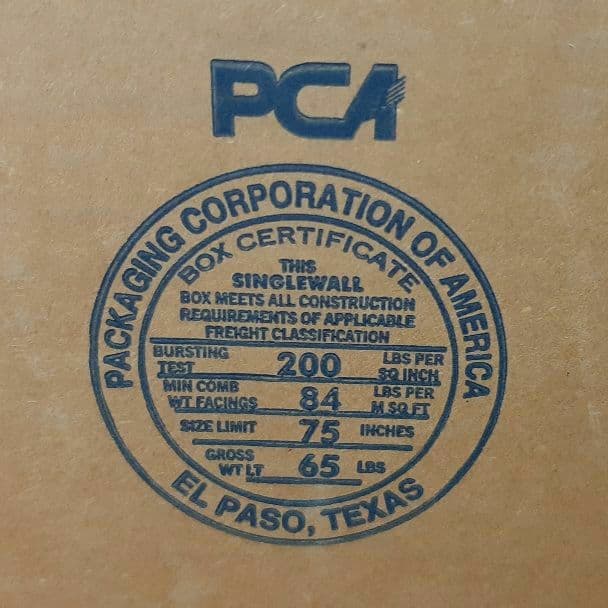 PCA
PACKAGING CORPORATION OF AMERICA
BOX CERTIFICATE
THIS
SINGLEWALL
BOX MEETS ALL CONSTRUCTION
REQUIREMENTS OF APPLICABLE
FREIGHT CLASSIFICATION
BURSTING TEST 200 LBS PER SQ INCH
MIN COMB WT FACINGS 84 LBS PER M SQ FT
SIZE LIMIT 75 INCHES
GROSS WT LT 65 LBS
EL PASO, TEXAS